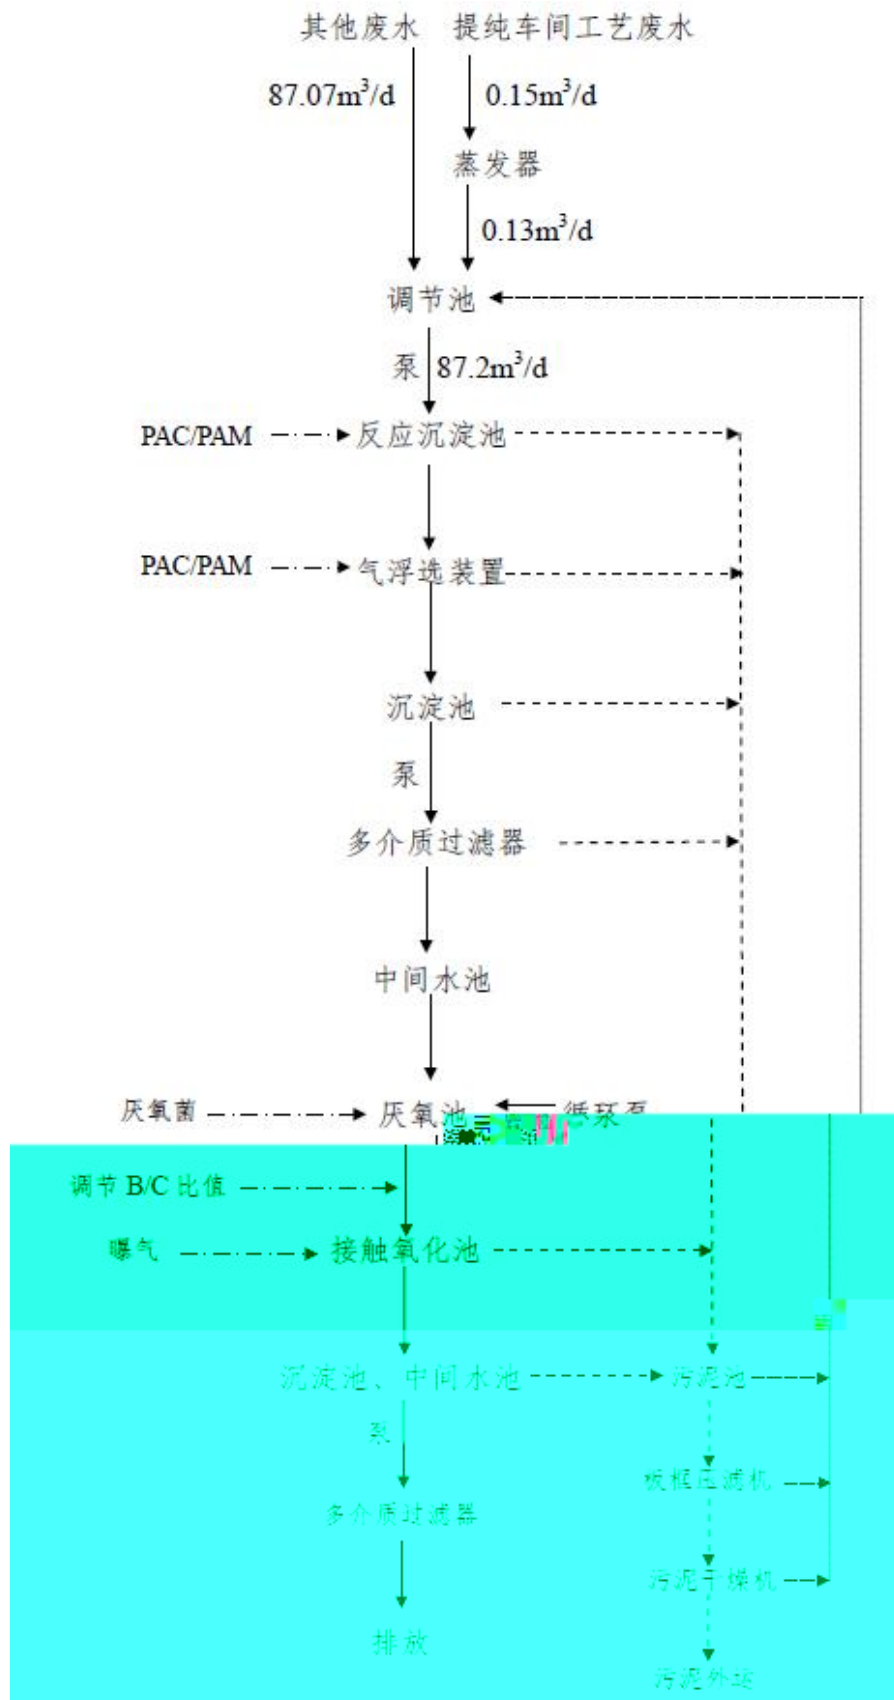 其他废水 提纯车间工艺废水
87.07m³/d 0.15m³/d
蒸发器
0.13m³/d
调节池
泵 87.2m³/d
PAC/PAM 反应沉淀池
PAC/PAM 气浮选装置
沉淀池
泵
多介质过滤器
中间水池
厌氧菌 厌氧池 循环泵
调节 B/C 比值
曝气 接触氧化池
沉淀池、中间水池 污泥池
泵
板框压滤机
多介质过滤器
污泥干燥机
排放
污泥外